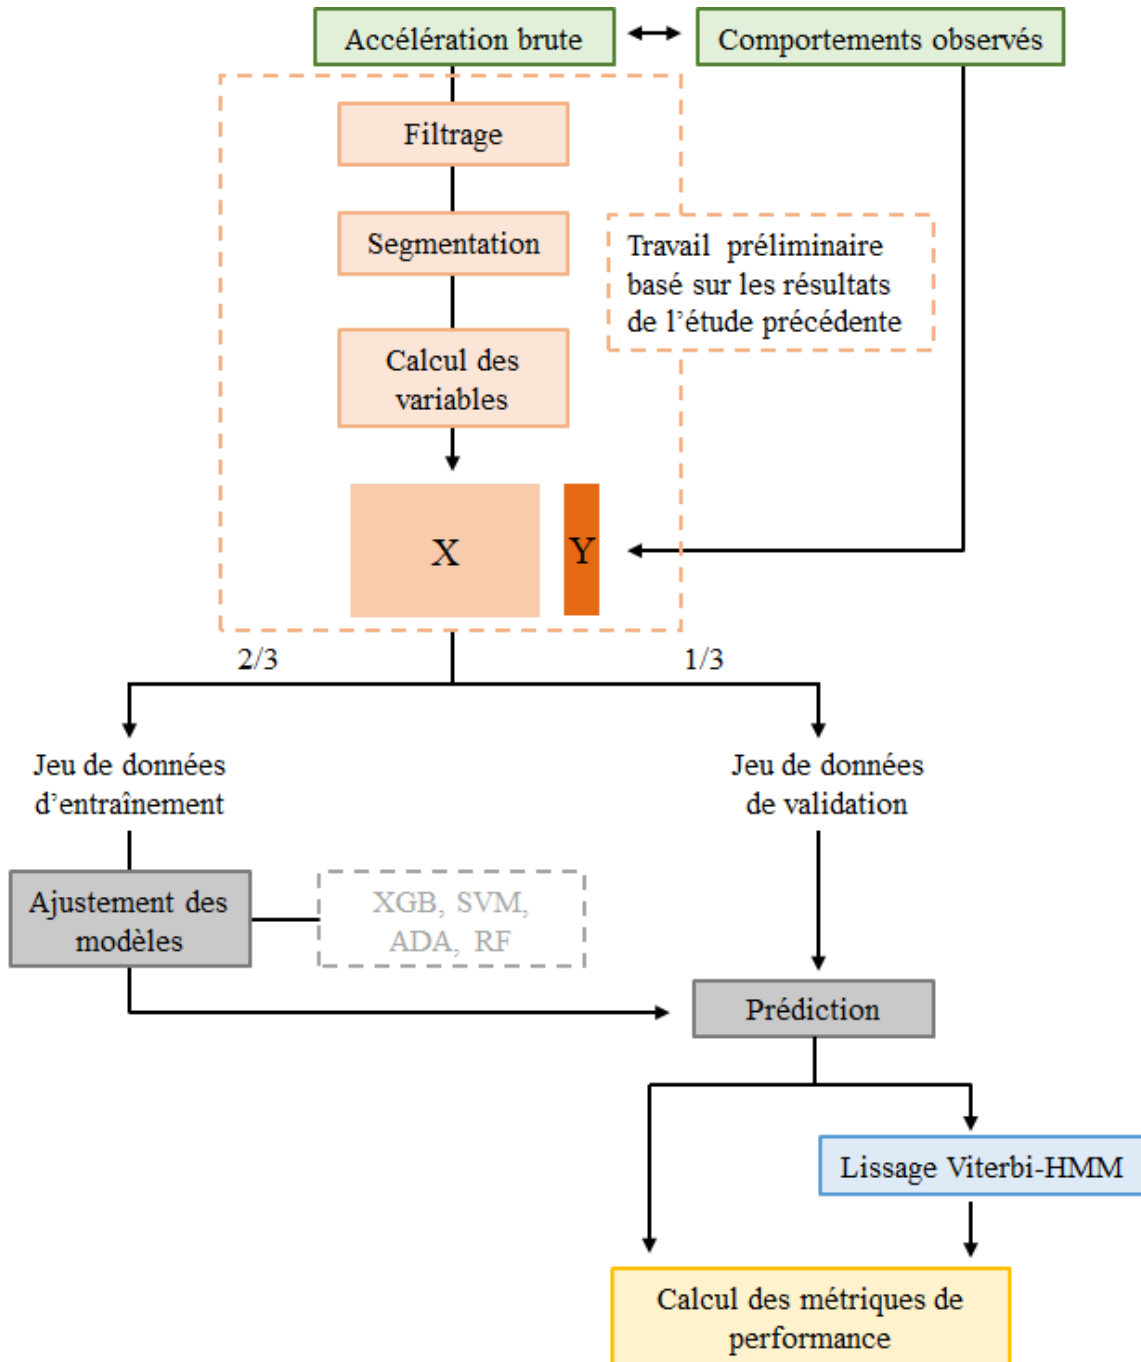 Accélération brute
Comportements observés
Filtrage
Segmentation
Travail préliminaire
basé sur les résultats
de l’étude précédente
Calcul des
variables
X
Y
2/3
1/3
Jeu de données
d’entraînement
Jeu de données
de validation
Ajustement des
modèles
XGB, SVM,
ADA, RF
Prédiction
Lissage Viterbi-HMM
Calcul des métriques de
performance